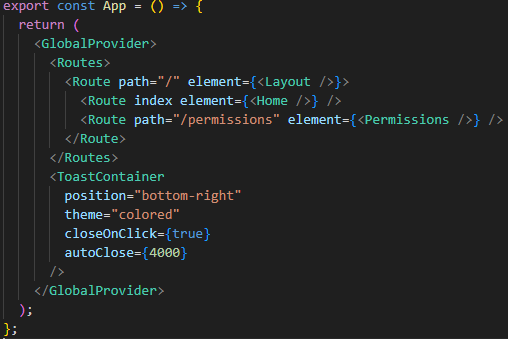 export const App = () => {
  return (
    <GlobalProvider>
      <Routes>
        <Route path="/" element={<Layout />}>
          <Route index element={<Home />} />
          <Route path="/permissions" element={<Permissions />} />
        </Route>
      </Routes>
      <ToastContainer
        position="bottom-right"
        theme="colored"
        closeOnClick={true}
        autoClose={4000}
      />
    </GlobalProvider>
  );
};